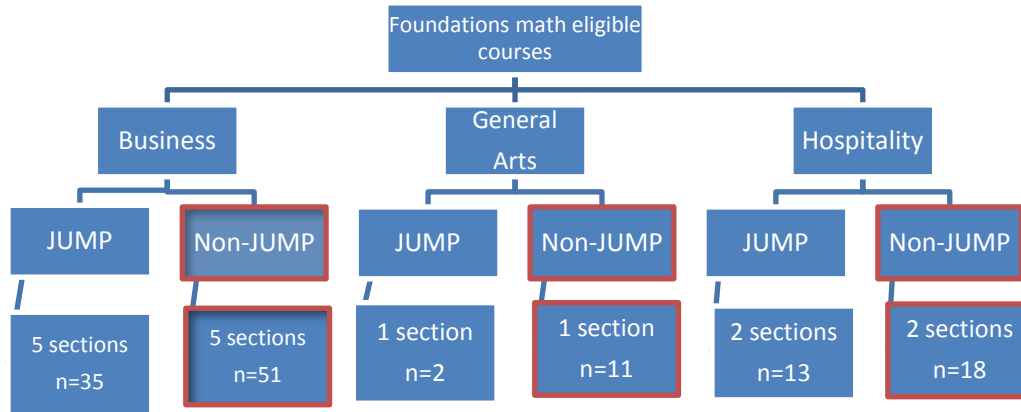 Foundations math eligible
courses
Business
General
Arts
Hospitality
JUMP
Non-JUMP
JUMP
Non-JUMP
JUMP
Non-JUMP
5 sections
n=35
5 sections
n=51
1 section
n=2
1 section
n=11
2 sections
n=13
2 sections
n=18